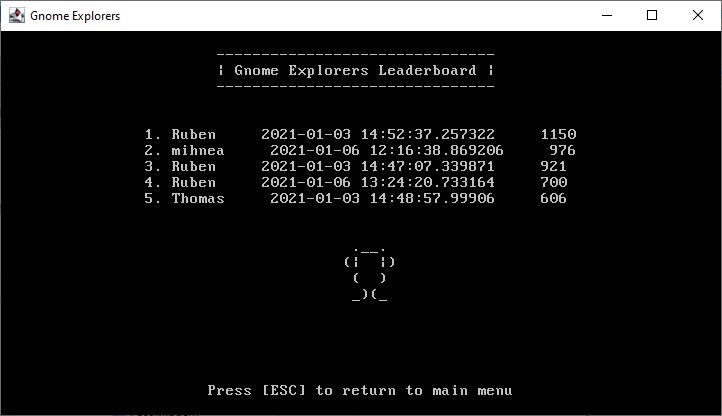 Gnome Explorers
-------------------------------
¦ Gnome Explorers Leaderboard ¦
-------------------------------
1. Ruben     2021-01-03 14:52:37.257322     1150
2. mihnea     2021-01-06 12:16:38.869206     976
3. Ruben     2021-01-03 14:47:07.339871     921
4. Ruben     2021-01-06 13:24:20.733164     700
5. Thomas     2021-01-03 14:48:57.99906     606
.__.
(¦  ¦)
(  )
_)(_
Press [ESC] to return to main menu